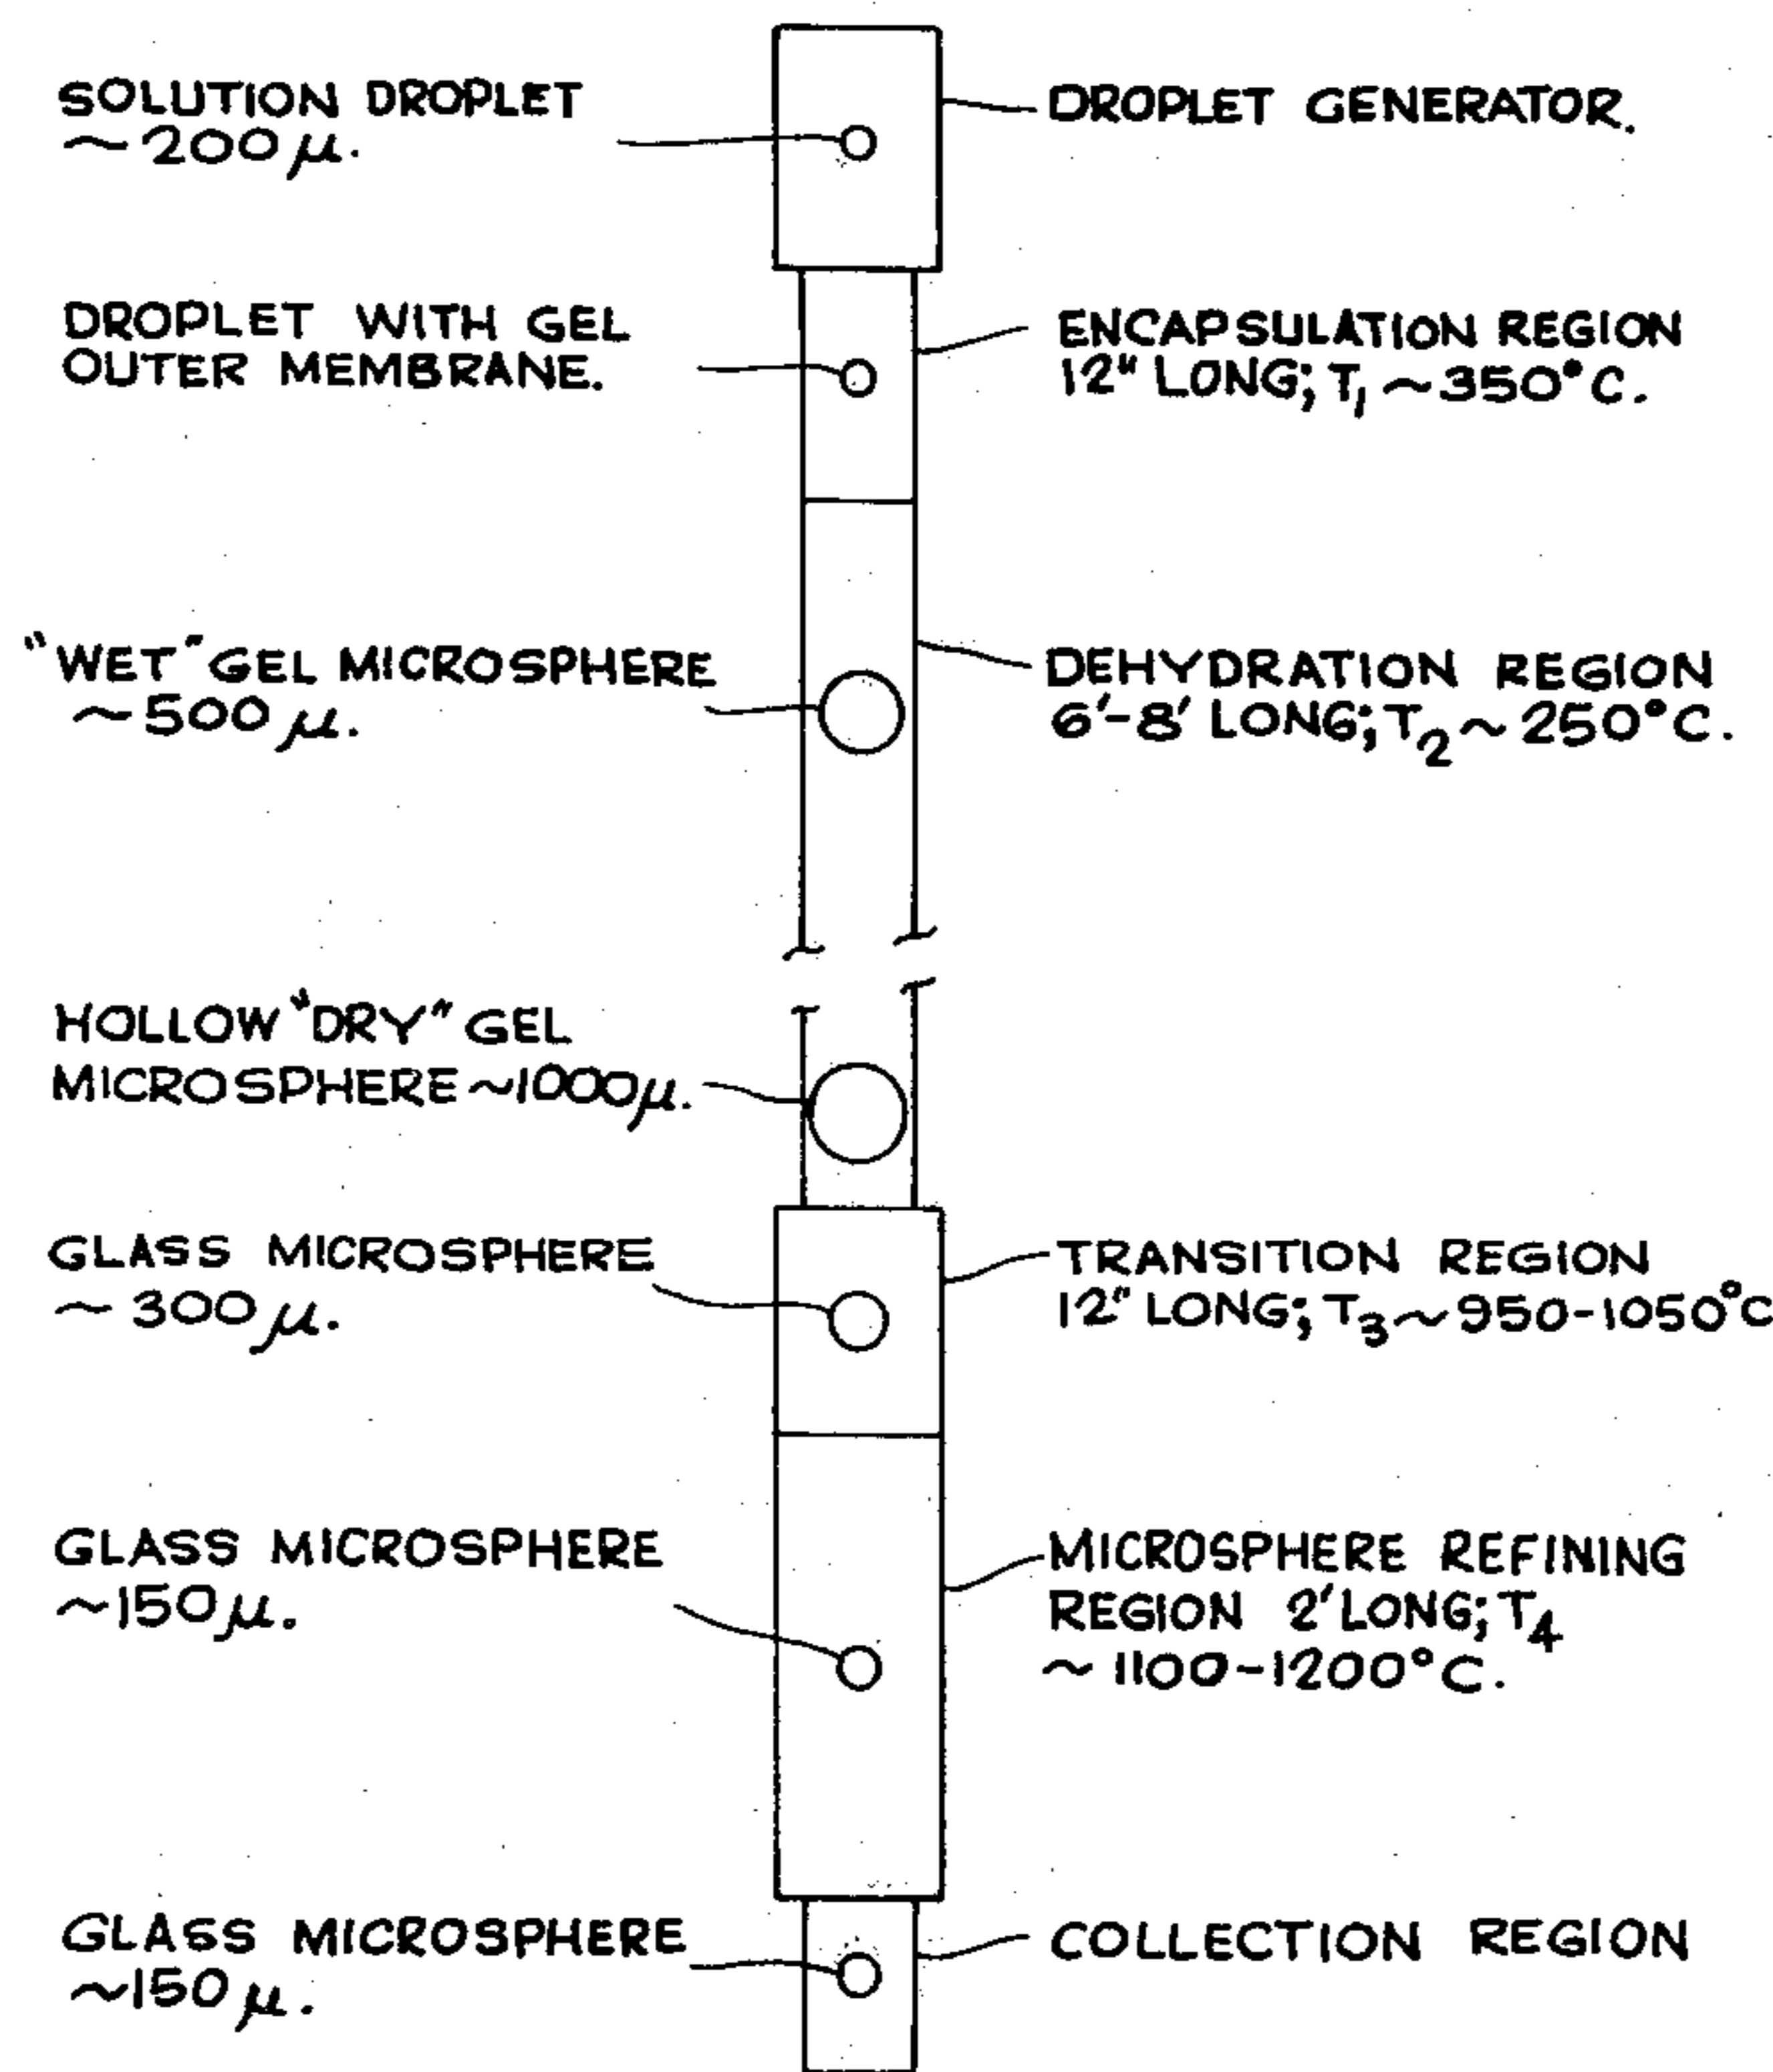 SOLUTION DROPLET
~200μ.
DROPLET GENERATOR.
DROPLET WITH GEL
OUTER MEMBRANE.
ENCAPSULATION REGION
12" LONG; T₁ ~350°C.
"WET" GEL MICROSPHERE
~500μ.
DEHYDRATION REGION
6'-8' LONG; T₂ ~ 250°C.
HOLLOW "DRY" GEL
MICROSPHERE ~1000μ.
GLASS MICROSPHERE
~ 300μ.
TRANSITION REGION
12" LONG; T₃ ~ 950-1050°C
GLASS MICROSPHERE
~150μ.
MICROSPHERE REFINING
REGION 2' LONG; T₄
~ 1100-1200°C.
GLASS MICROSPHERE
~150μ.
COLLECTION REGION